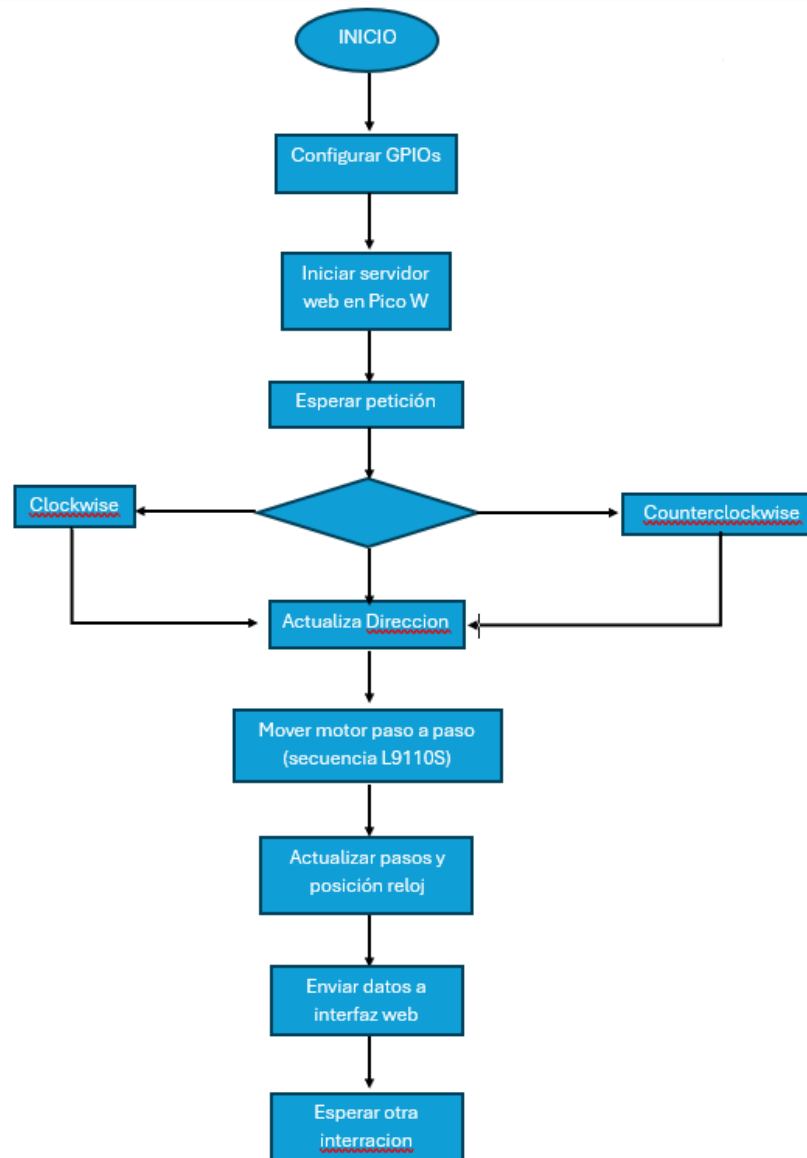 INICIO
Configurar GPIOs
Iniciar servidor
web en Pico W
Esperar petición
Clockwise
Counterclockwise
Actualiza Direccion
Mover motor paso a paso
(secuencia L9110S)
Actualizar pasos y
posición reloj
Enviar datos a
interfaz web
Esperar otra
interracion